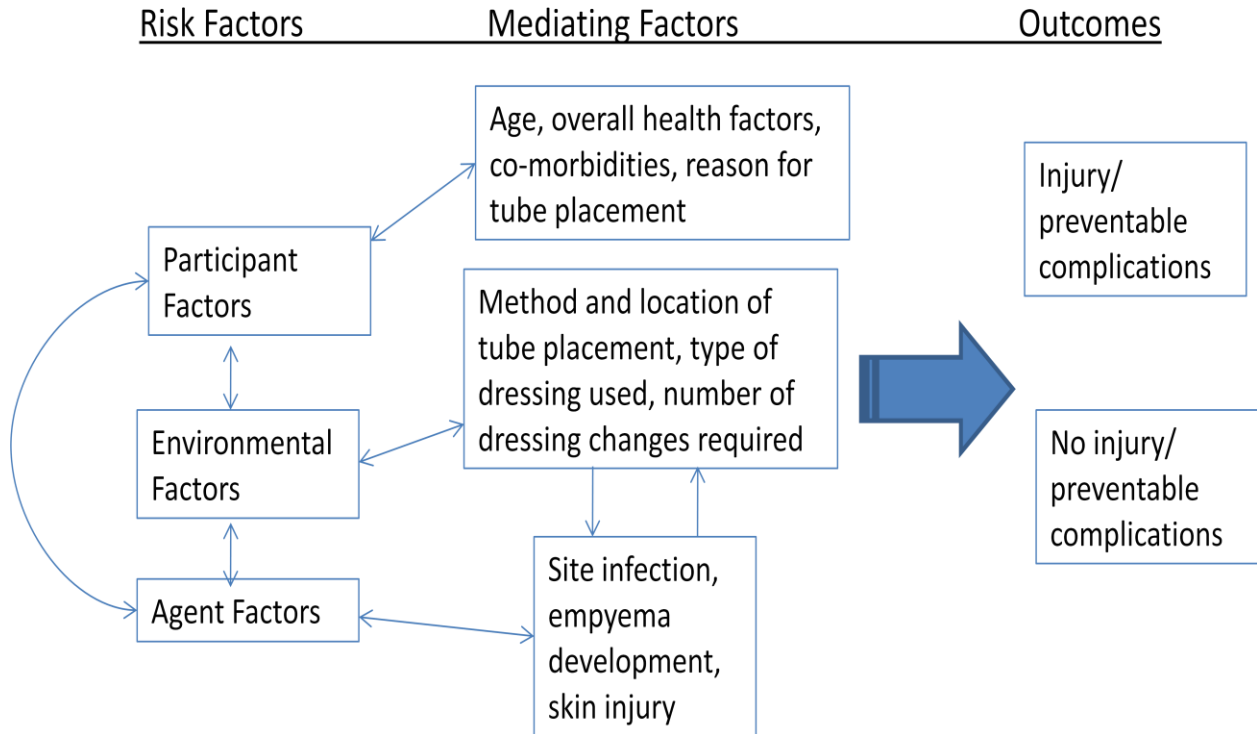 Risk Factors
Mediating Factors
Outcomes
Age, overall health factors,
co-morbidities, reason for
tube placement
Injury/
preventable
complications
Participant
Factors
Method and location of
tube placement, type of
dressing used, number of
dressing changes required
Environmental
Factors
No injury/
preventable
complications
Agent Factors
Site infection,
empyema
development,
skin injury